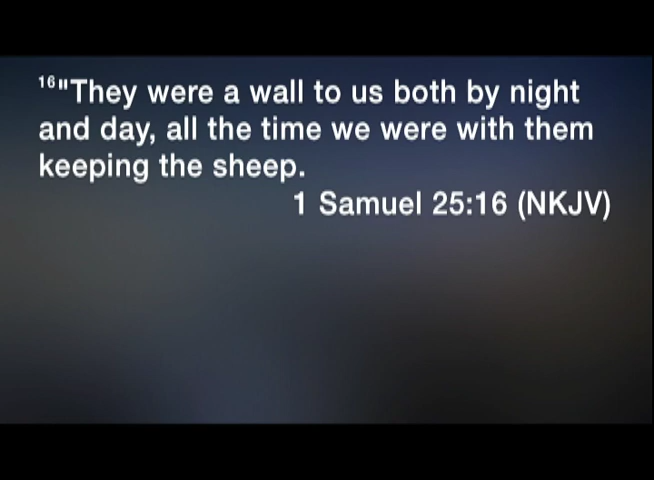 16"They were a wall to us both by night
and day, all the time we were with them
keeping the sheep.
1 Samuel 25:16 (NKJV)